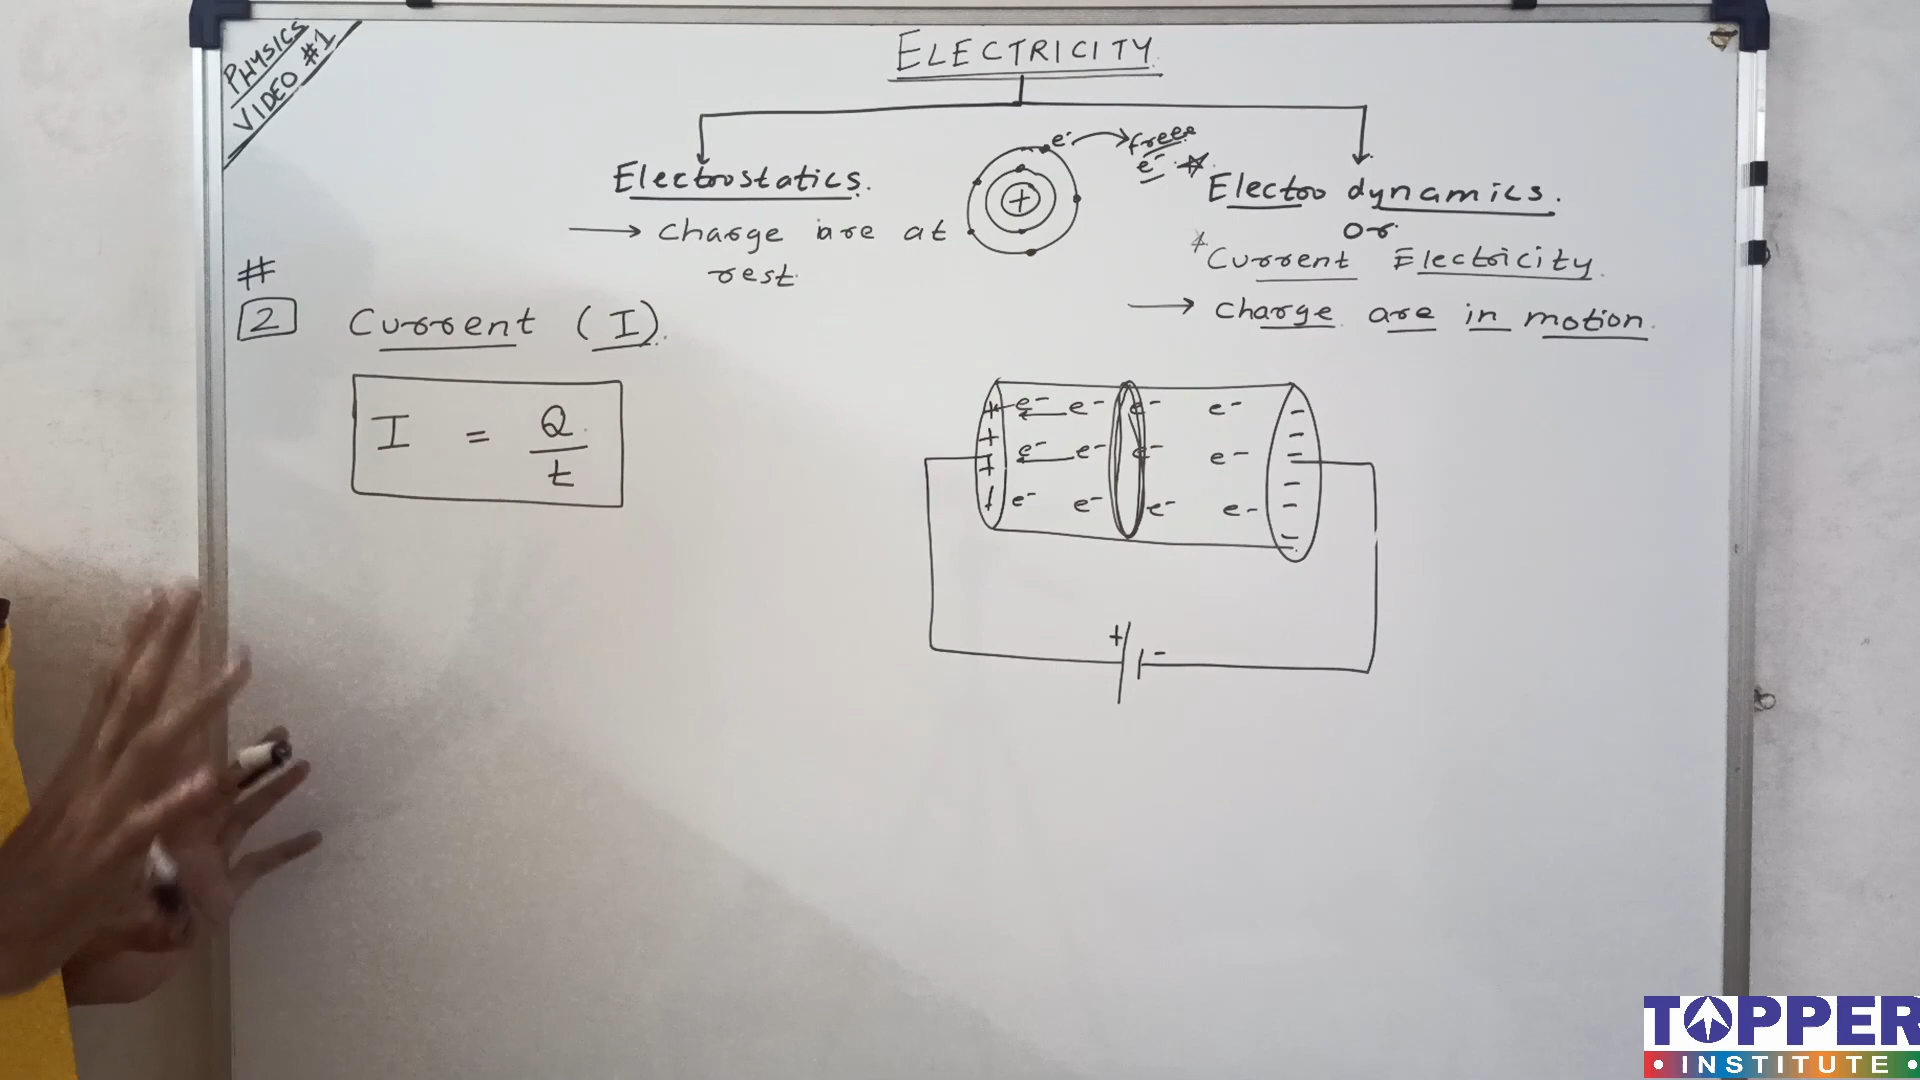 PHYSICS
VIDEO #1
ELECTRICITY
e- → free
e-
Electrostatics.
→ Charge are at
rest.
+
Electro dynamics.
Or
*Current Electricity.
→ Charge are in motion.
#
2 Current (I).
I = Q/t
+ e- e- e- e- -
+ e- e- e- e- -
+ -
+ e- e- e- e- -
-
-
+ -
TOPPER
• INSTITUTE •